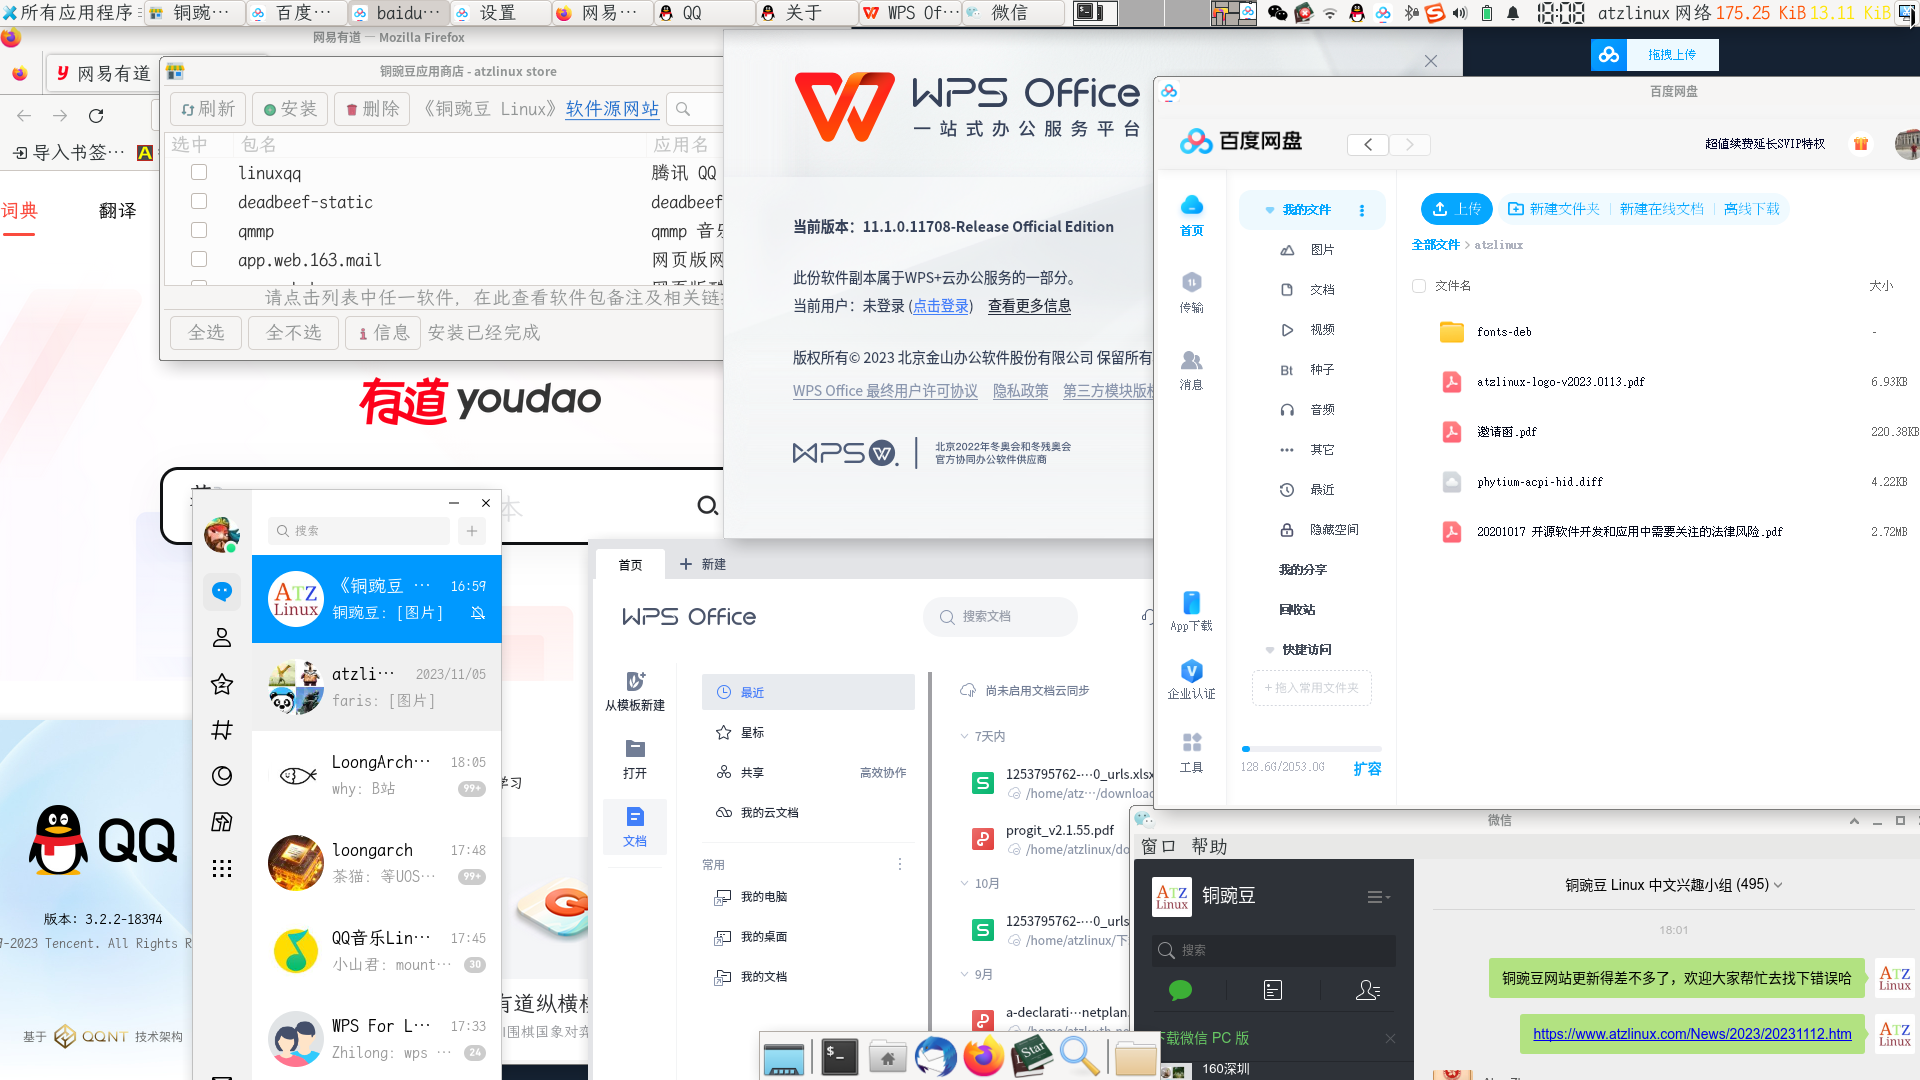 所有应用程序
铜豌…
百度…
baidu…
设置
网易…
QQ
关于
WPS Of…
微信
18:08
atzlinux 网络 175.25 KiB 13.11 KiB
网易有道 — Mozilla Firefox
网易有道
导入书签…
词典
翻译
有道 youdao
铜豌豆应用商店 - atzlinux store
刷新
安装
删除
《铜豌豆 Linux》软件源网站
选中
包名
应用名
linuxqq
腾讯 QQ
deadbeef-static
deadbeef
qmmp
qmmp 音乐
app.web.163.mail
网页版网
请点击列表中任一软件, 在此查看软件包备注及相关链接
全选
全不选
信息
安装已经完成
WPS Office
一站式办公服务平台
当前版本：11.1.0.11708-Release Official Edition
此份软件副本属于WPS+云办公服务的一部分。
当前用户：未登录 (点击登录)
查看更多信息
版权所有© 2023 北京金山办公软件股份有限公司 保留所有
WPS Office 最终用户许可协议
隐私政策
第三方模块版权
WPS
北京2022年冬奥会和冬残奥会
官方协同办公软件供应商
拖拽上传
百度网盘
百度网盘
超值续费延长SVIP特权
首页
传输
消息
App下载
企业认证
工具
我的文件
图片
文档
视频
Bt 种子
音频
其它
最近
隐藏空间
我的分享
回收站
快捷访问
+ 拖入常用文件夹
128.6G/2053.0G
扩容
上传
新建文件夹
新建在线文档
离线下载
全部文件 > atzlinux
文件名
大小
fonts-deb
-
atzlinux-logo-v2023.0113.pdf
6.93KB
邀请函.pdf
220.38KB
phytium-acpi-hid.diff
4.22KB
20201017 开源软件开发和应用中需要关注的法律风险.pdf
2.72MB
QQ
版本：3.2.2-18394
-2023 Tencent. All Rights R
基于 QQNT 技术架构
搜索
ATZ Linux
《铜豌豆 …
16:59
铜豌豆：[图片]
atzli…
2023/11/05
faris：[图片]
LoongArch…
18:05
why：B站
99+
loongarch
17:48
茶猫：等UOS…
99+
QQ音乐Lin…
17:45
小山君：mount…
30
WPS For L…
17:33
Zhilong：wps …
24
学习
有道纵横棋
围棋国象对弈
首页
新建
WPS Office
搜索文档
从模板新建
打开
文档
最近
星标
共享
高效协作
我的云文档
常用
我的电脑
我的桌面
我的文档
尚未启用文档云同步
7天内
1253795762-…0_urls.xlsx
/home/atz…/download
progit_v2.1.55.pdf
/home/atzlinux/do
10月
1253795762-…0_urls
/home/atzlinux/下
9月
a-declarati…netplan.
微信
窗口 帮助
ATZ Linux
铜豌豆
搜索
下载微信 PC 版
160深圳
铜豌豆 Linux 中文兴趣小组 (495)
18:01
铜豌豆网站更新得差不多了，欢迎大家帮忙去找下错误哈
ATZ Linux
https://www.atzlinux.com/News/2023/20231112.htm
ATZ Linux